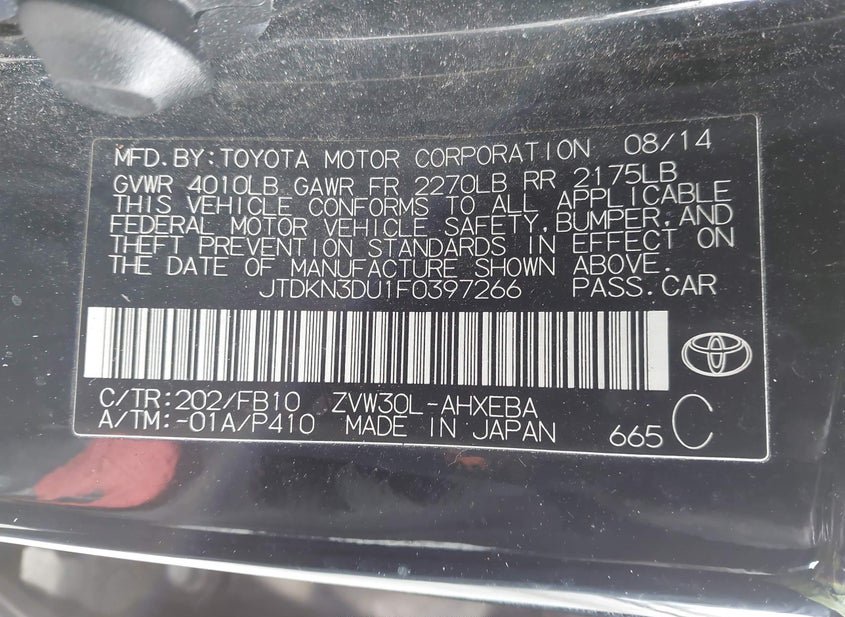 MFD.BY:TOYOTA MOTOR CORPORATION 08/14
GVWR 4010LB GAWR FR 2270LB RR 2175LB
THIS VEHICLE CONFORMS TO ALL APPLICABLE
FEDERAL MOTOR VEHICLE SAFETY,BUMPER,AND
THEFT PREVENTION STANDARDS IN EFFECT ON
THE DATE OF MANUFACTURE SHOWN ABOVE.
JTDKN3DU1F0397266 PASS.CAR
C/TR:202/FB10 ZVW30L-AHXEBA
A/TM:-01A/P410 MADE IN JAPAN 665 C